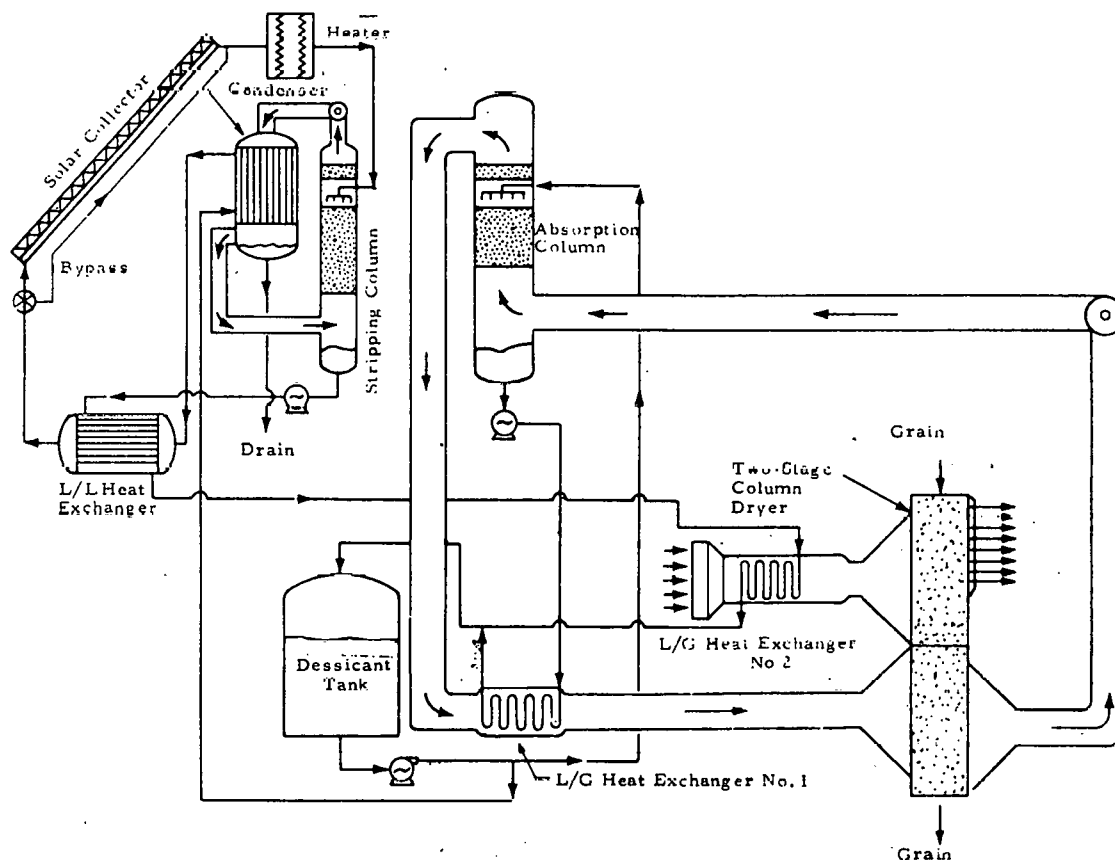 Heater
Condenser
Solar Collector
Bypass
Stripping Column
Absorption
Column
Drain
L/L Heat
Exchanger
Grain
Two-Stage
Column
Dryer
L/G Heat Exchanger
No 2
Dessicant
Tank
L/G Heat Exchanger No. 1
Grain